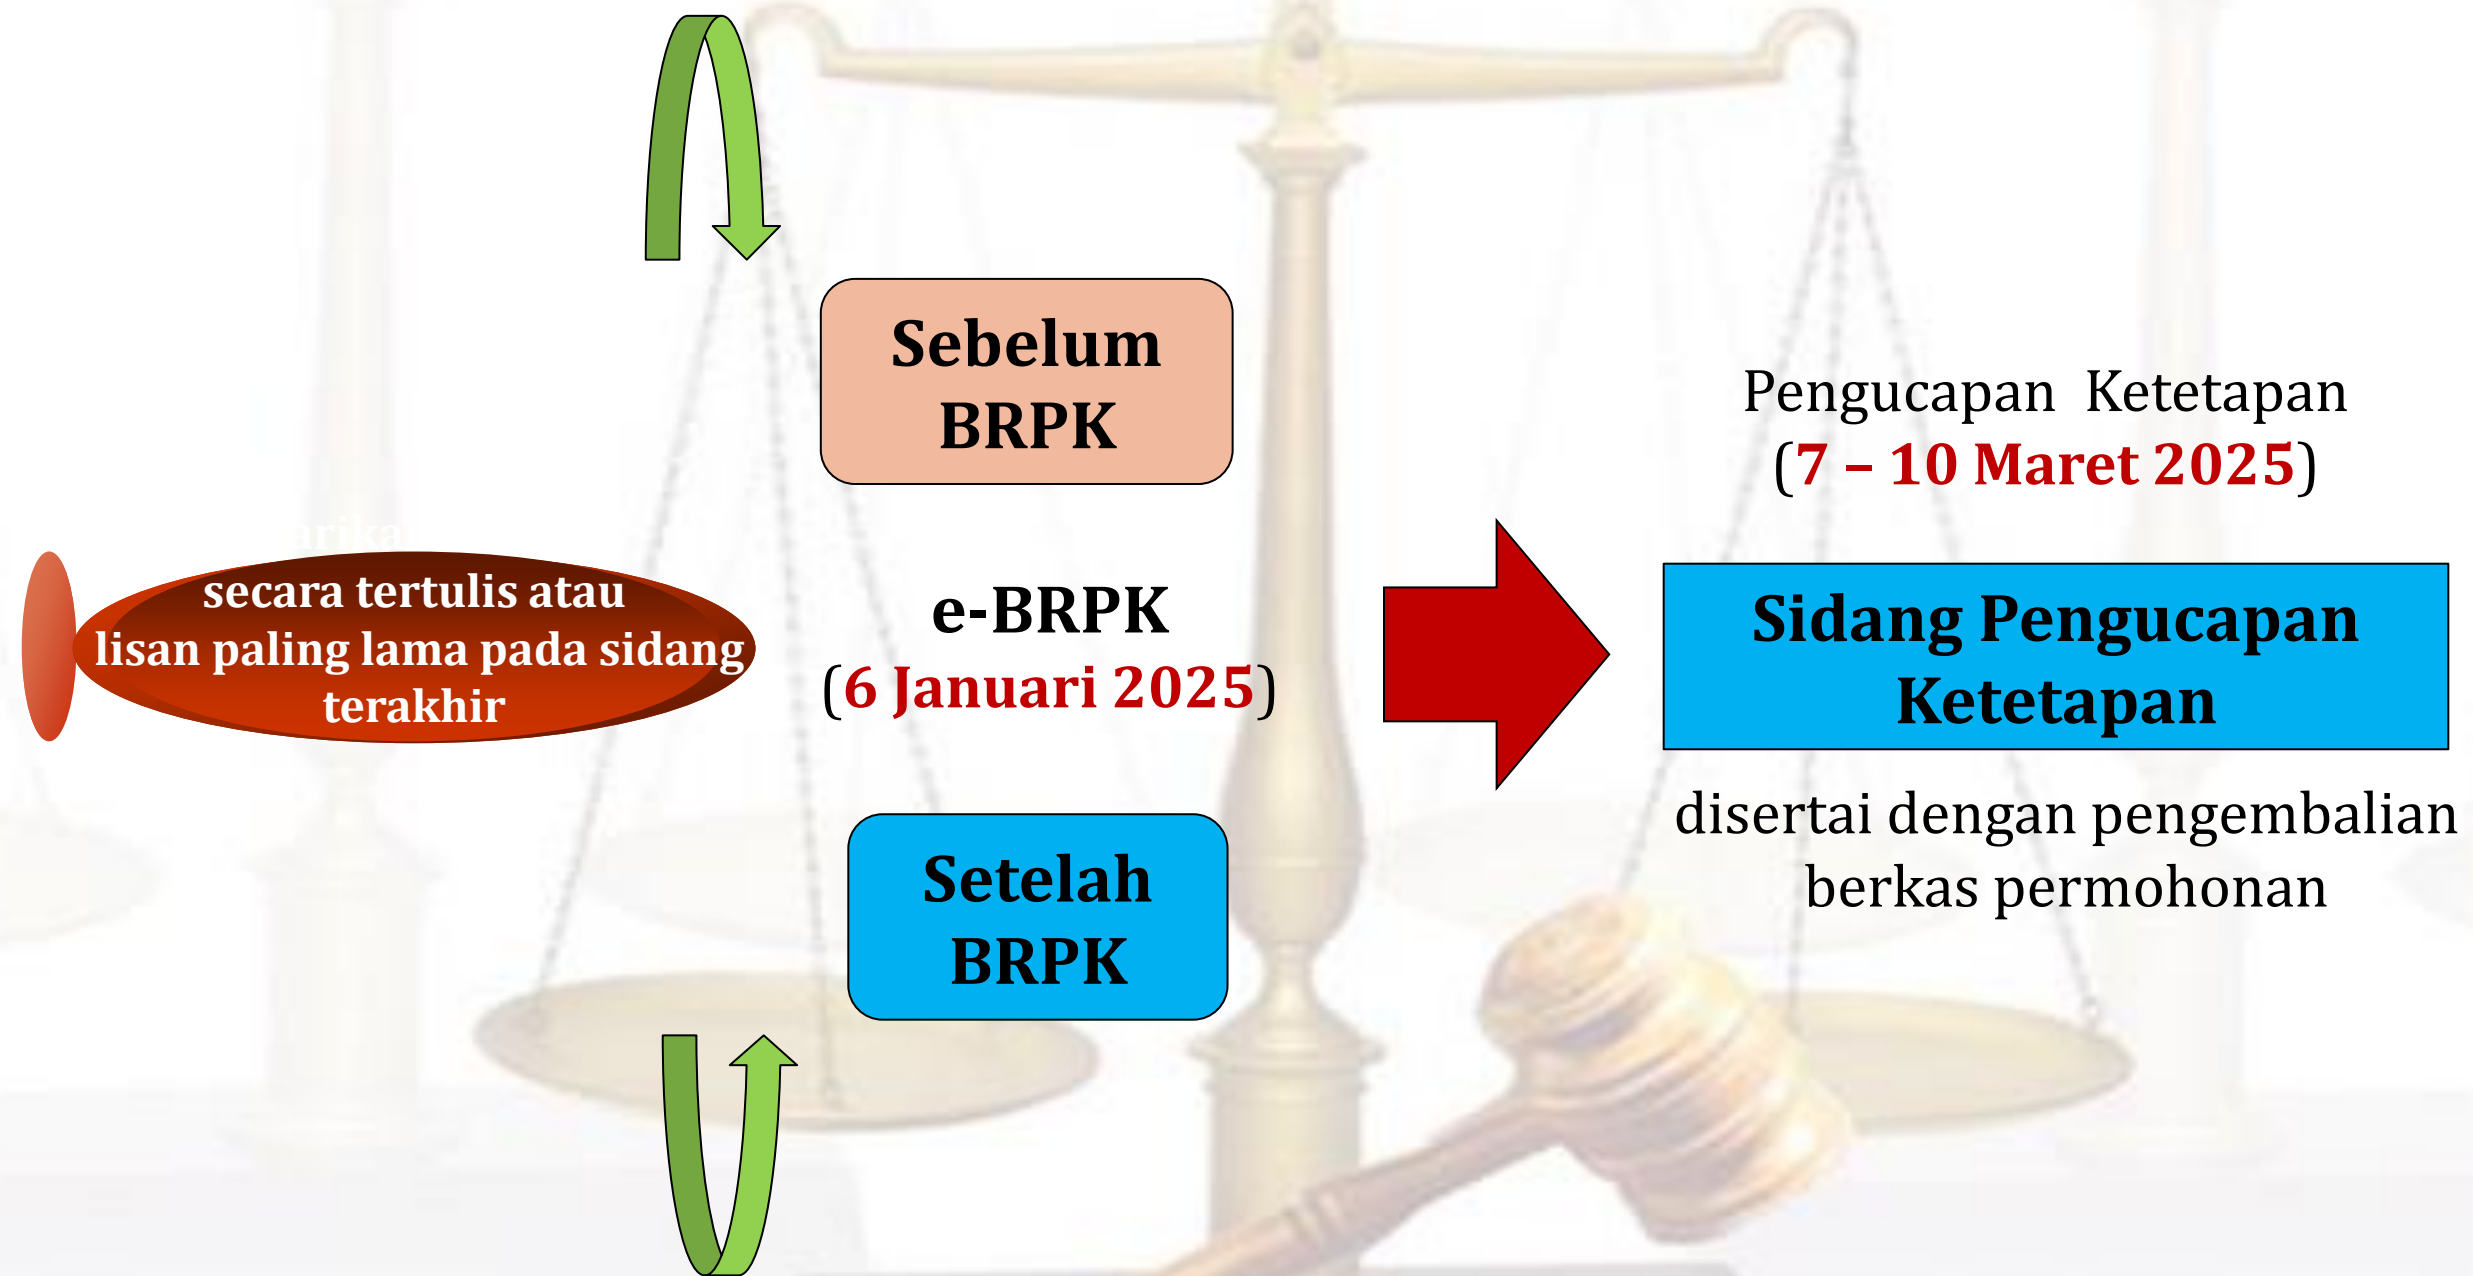 secara tertulis atau
lisan paling lama pada sidang
terakhir
Sebelum
BRPK
e-BRPK
(6 Januari 2025)
Setelah
BRPK
Pengucapan Ketetapan
(7 – 10 Maret 2025)
Sidang Pengucapan
Ketetapan
disertai dengan pengembalian
berkas permohonan